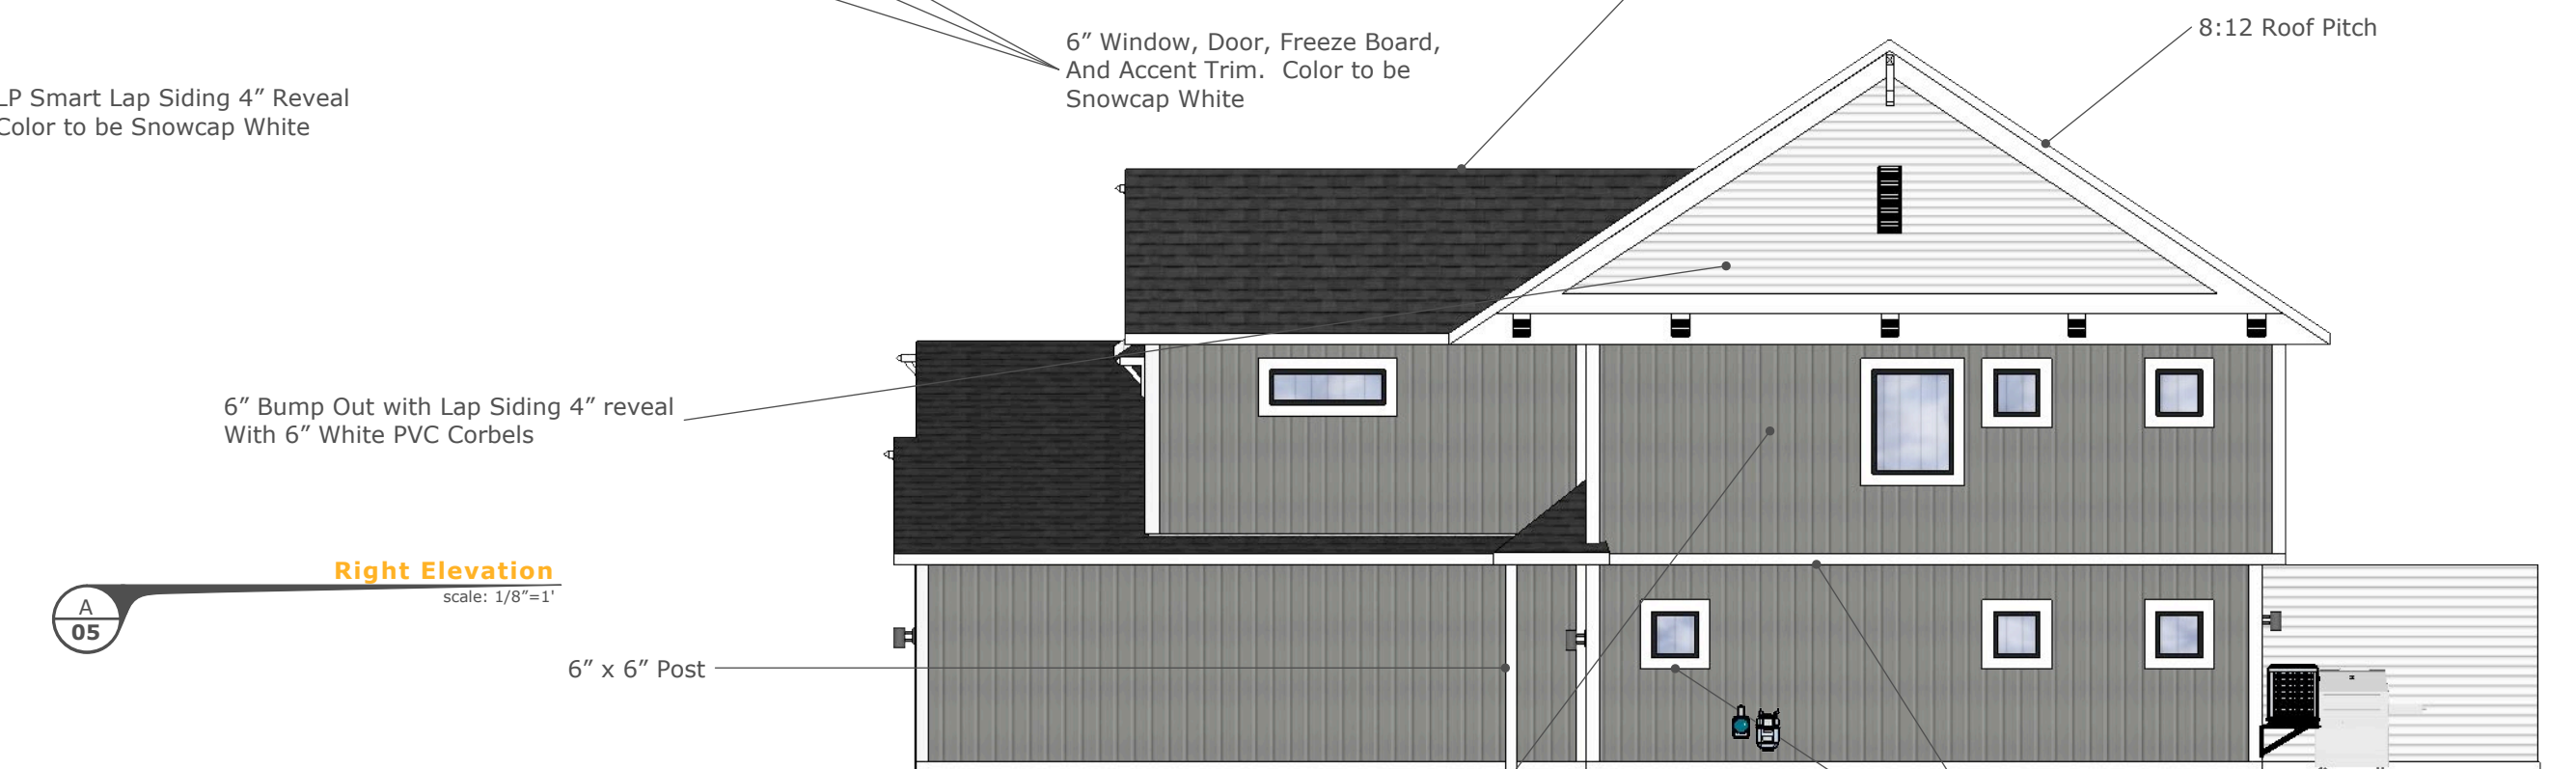 8:12 Roof Pitch
6” Window, Door, Freeze Board,
And Accent Trim. Color to be
Snowcap White
LP Smart Lap Siding 4” Reveal
Color to be Snowcap White
6” Bump Out with Lap Siding 4” reveal
With 6” White PVC Corbels
Right Elevation
scale: 1/8”=1'
A
05
6” x 6” Post